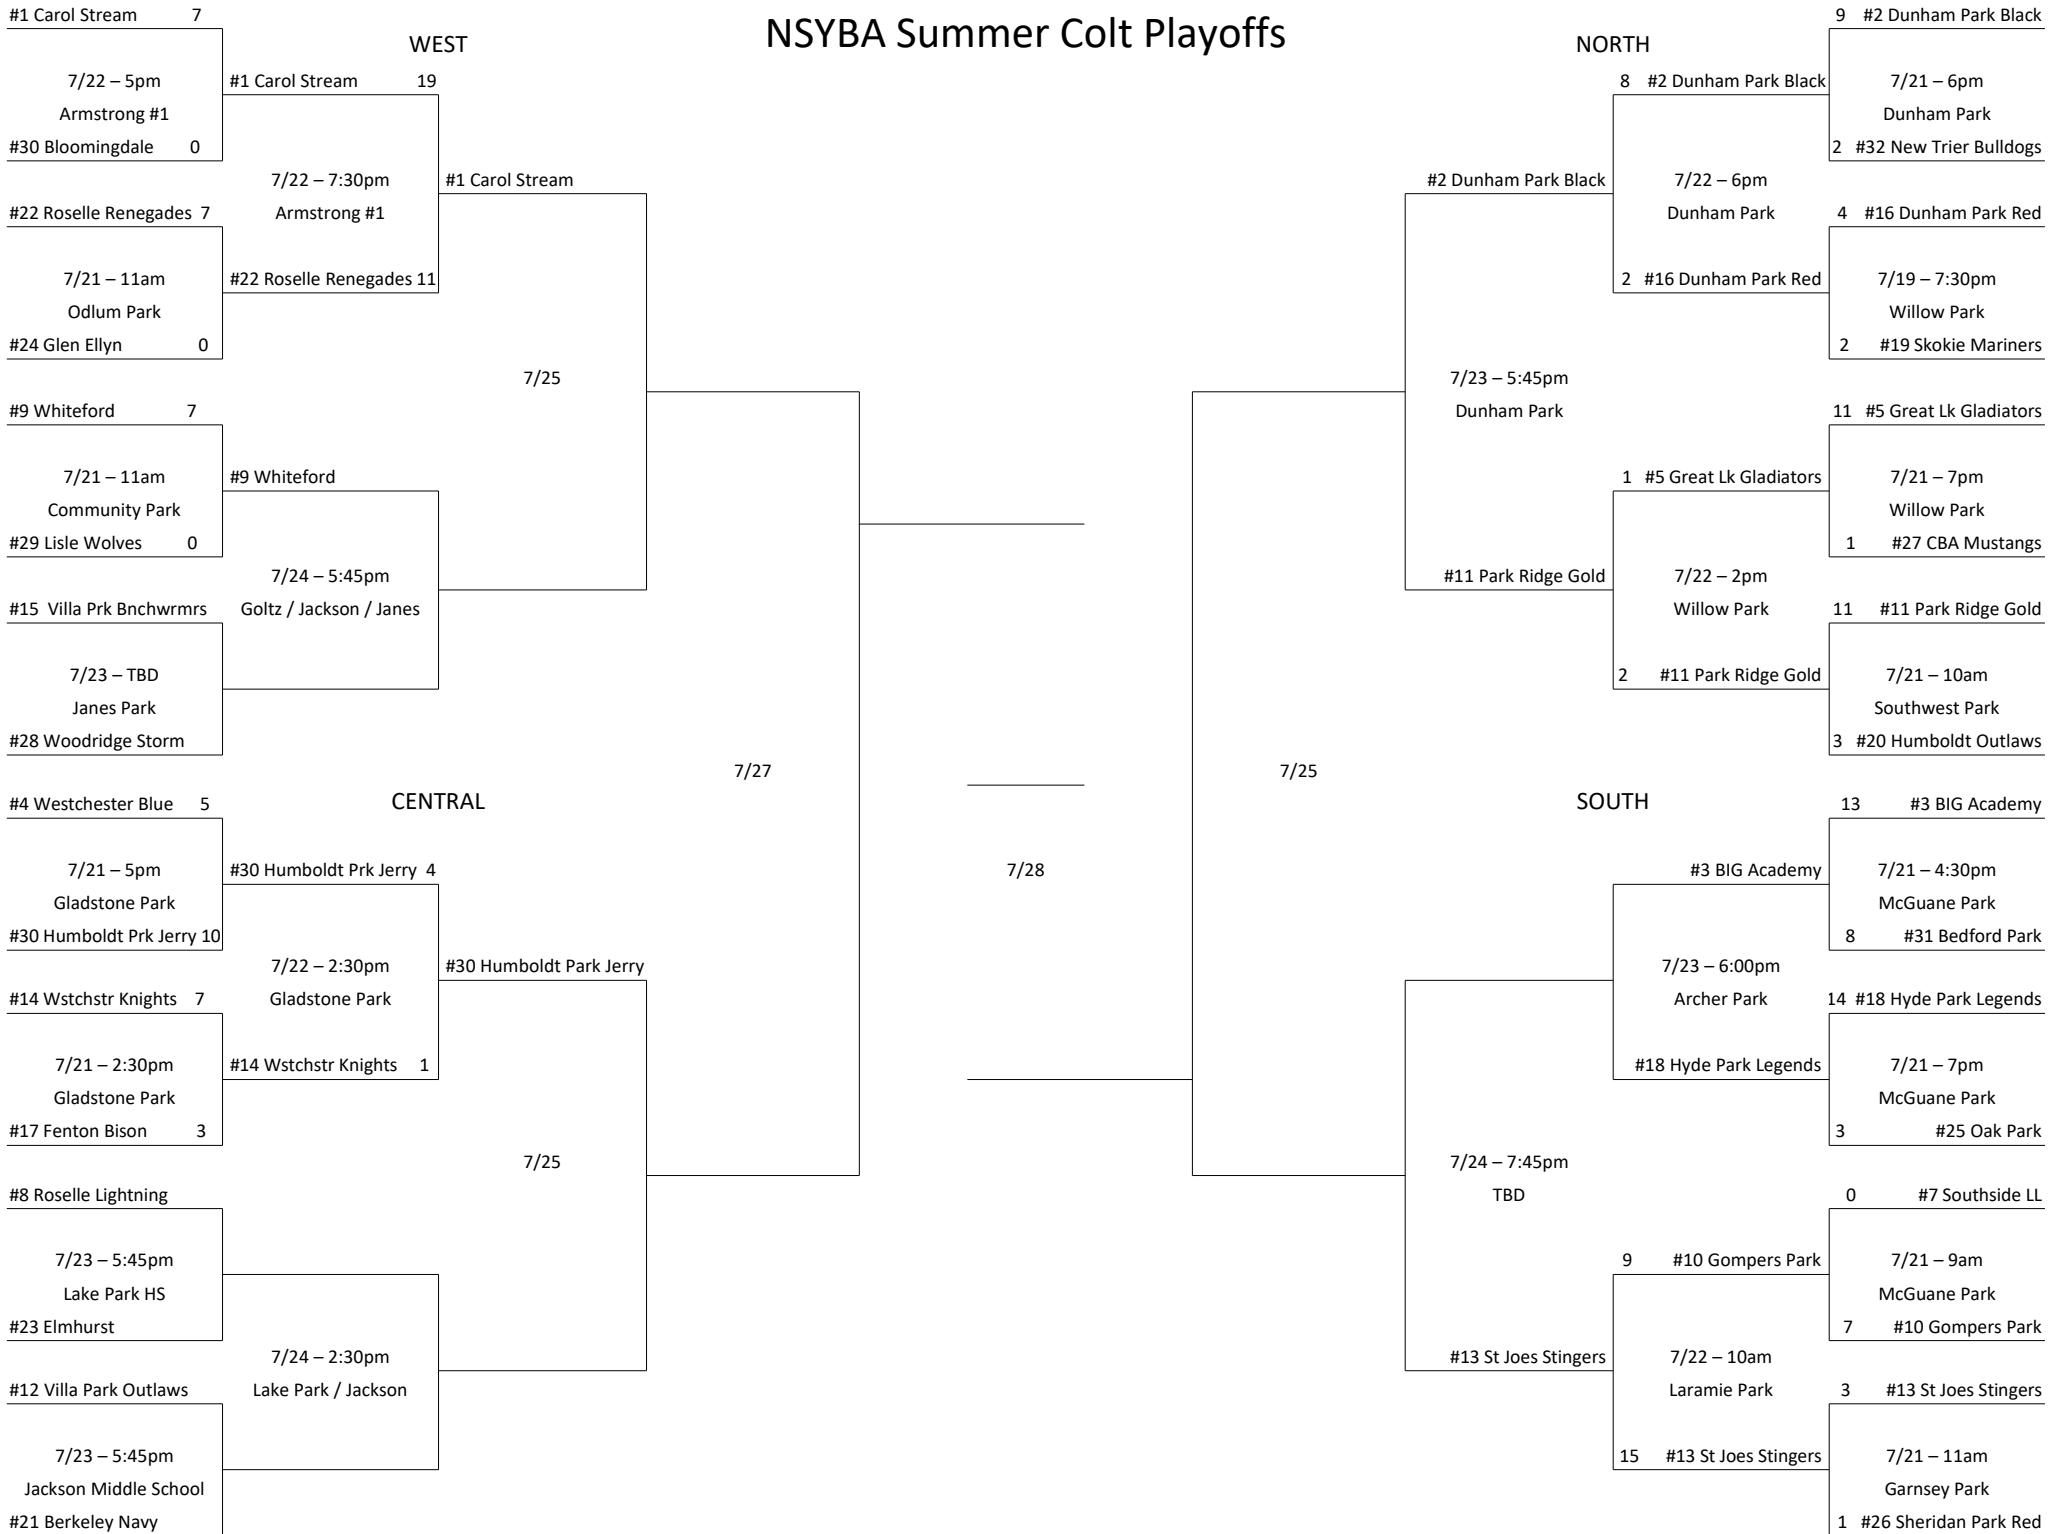 NSYBA Summer Colt Playoffs
WEST
#1 Carol Stream 7
7/22 – 5pm
Armstrong #1
#30 Bloomingdale 0
#1 Carol Stream 19
7/22 – 7:30pm
Armstrong #1
#22 Roselle Renegades 11
#1 Carol Stream
#22 Roselle Renegades 7
7/21 – 11am
Odlum Park
#24 Glen Ellyn 0
7/25
#9 Whiteford 7
7/21 – 11am
Community Park
#29 Lisle Wolves 0
#9 Whiteford
7/24 – 5:45pm
Goltz / Jackson / Janes
#15 Villa Prk Bnchwrmrs
7/23 – TBD
Janes Park
#28 Woodridge Storm
7/27
CENTRAL
#4 Westchester Blue 5
7/21 – 5pm
Gladstone Park
#30 Humboldt Prk Jerry 10
#30 Humboldt Prk Jerry 4
7/22 – 2:30pm
Gladstone Park
#14 Wstchstr Knights 1
#30 Humboldt Park Jerry
#14 Wstchstr Knights 7
7/21 – 2:30pm
Gladstone Park
#17 Fenton Bison 3
7/25
#8 Roselle Lightning
7/23 – 5:45pm
Lake Park HS
#23 Elmhurst
7/24 – 2:30pm
Lake Park / Jackson
#12 Villa Park Outlaws
7/23 – 5:45pm
Jackson Middle School
#21 Berkeley Navy
7/28
NORTH
9 #2 Dunham Park Black
7/21 – 6pm
Dunham Park
2 #32 New Trier Bulldogs
8 #2 Dunham Park Black
7/22 – 6pm
Dunham Park
2 #16 Dunham Park Red
#2 Dunham Park Black
4 #16 Dunham Park Red
7/19 – 7:30pm
Willow Park
2 #19 Skokie Mariners
7/23 – 5:45pm
Dunham Park
11 #5 Great Lk Gladiators
7/21 – 7pm
Willow Park
1 #27 CBA Mustangs
1 #5 Great Lk Gladiators
7/22 – 2pm
Willow Park
2 #11 Park Ridge Gold
#11 Park Ridge Gold
11 #11 Park Ridge Gold
7/21 – 10am
Southwest Park
3 #20 Humboldt Outlaws
7/25
SOUTH
13 #3 BIG Academy
7/21 – 4:30pm
McGuane Park
8 #31 Bedford Park
#3 BIG Academy
7/23 – 6:00pm
Archer Park
#18 Hyde Park Legends
14 #18 Hyde Park Legends
7/21 – 7pm
McGuane Park
3 #25 Oak Park
7/24 – 7:45pm
TBD
0 #7 Southside LL
7/21 – 9am
McGuane Park
7 #10 Gompers Park
9 #10 Gompers Park
7/22 – 10am
Laramie Park
15 #13 St Joes Stingers
#13 St Joes Stingers
3 #13 St Joes Stingers
7/21 – 11am
Garnsey Park
1 #26 Sheridan Park Red